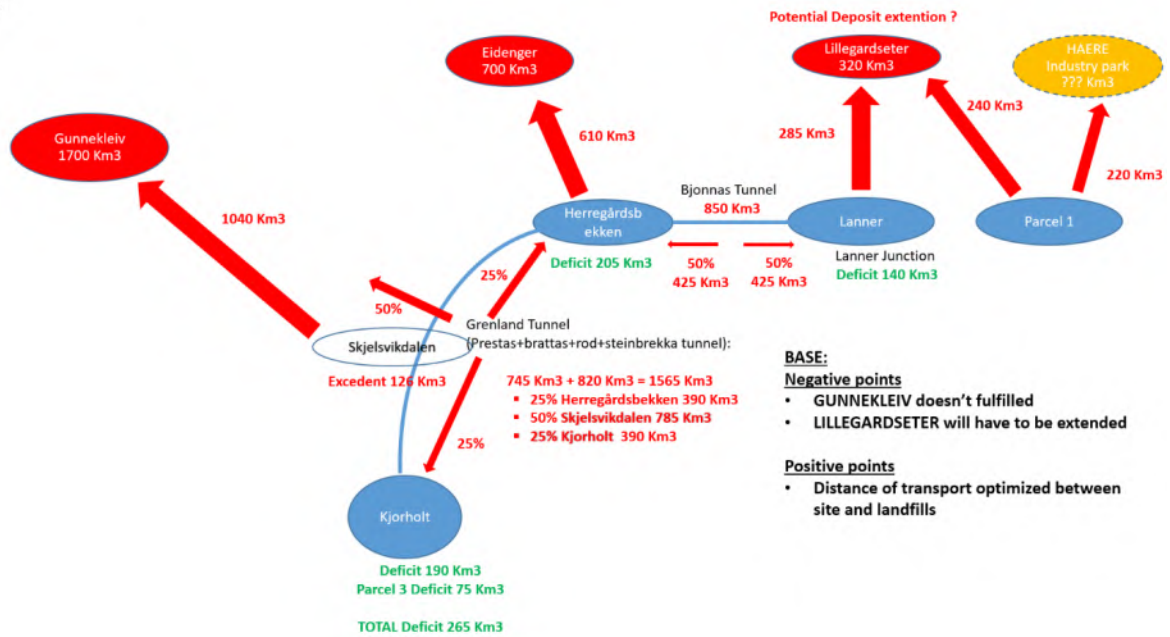 Potential Deposit extention ?
Eidenger
700 Km3
Lillegardseter
320 Km3
HAERE
Industry park
??? Km3
Gunnekleiv
1700 Km3
610 Km3
285 Km3
240 Km3
220 Km3
1040 Km3
Bjonnas Tunnel
850 Km3
Herregårdsb
ekken
Lanner
Parcel 1
Deficit 205 Km3
50%
425 Km3
50%
425 Km3
Lanner Junction
Deficit 140 Km3
25%
50%
Skjelsvikdalen
Excedent 126 Km3
Grenland Tunnel
(Prestas+brattas+rod+steinbrekka tunnel):
745 Km3 + 820 Km3 = 1565 Km3
▪ 25% Herregårdsbekken 390 Km3
▪ 50% Skjelsvikdalen 785 Km3
▪ 25% Kjorholt 390 Km3
25%
Kjorholt
Deficit 190 Km3
Parcel 3 Deficit 75 Km3
TOTAL Deficit 265 Km3
BASE:
Negative points
• GUNNEKLEIV doesn't fulfilled
• LILLEGARDSETER will have to be extended
Positive points
• Distance of transport optimized between
site and landfills